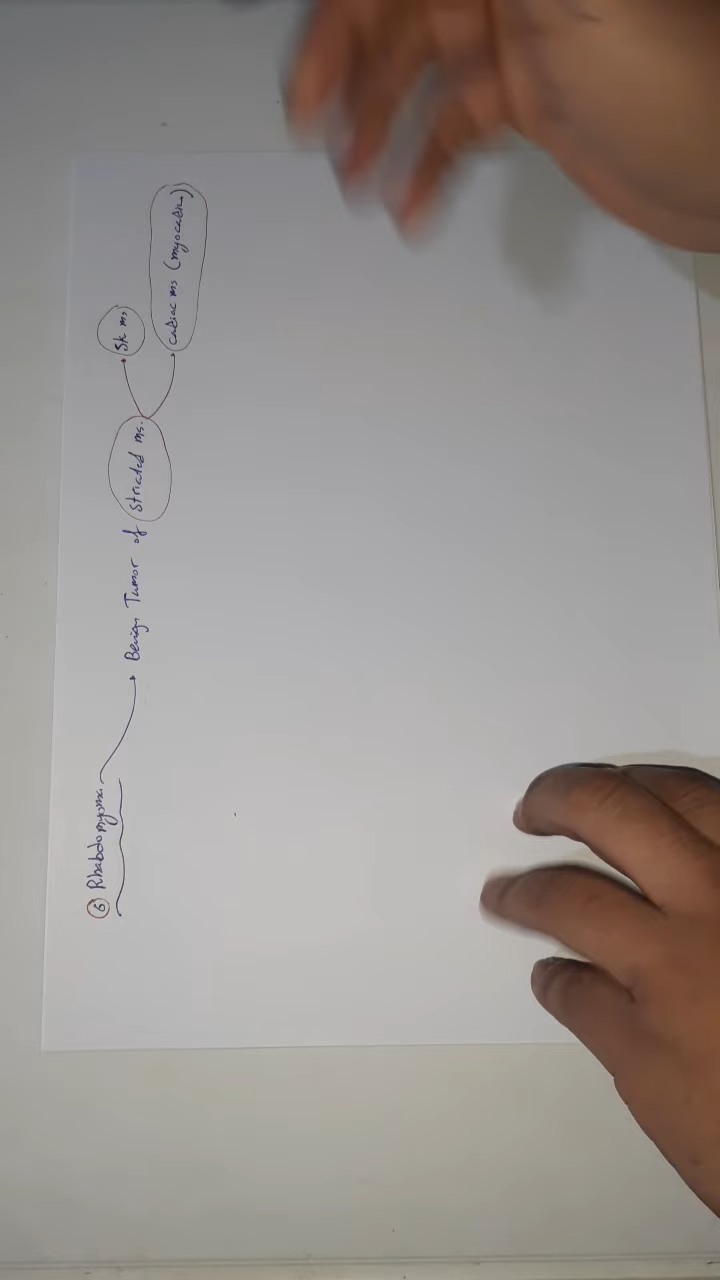 6 Rhabdomyoma
Benign Tumor of Striated ms.
Sk ms
cardiac ms (myocardium)